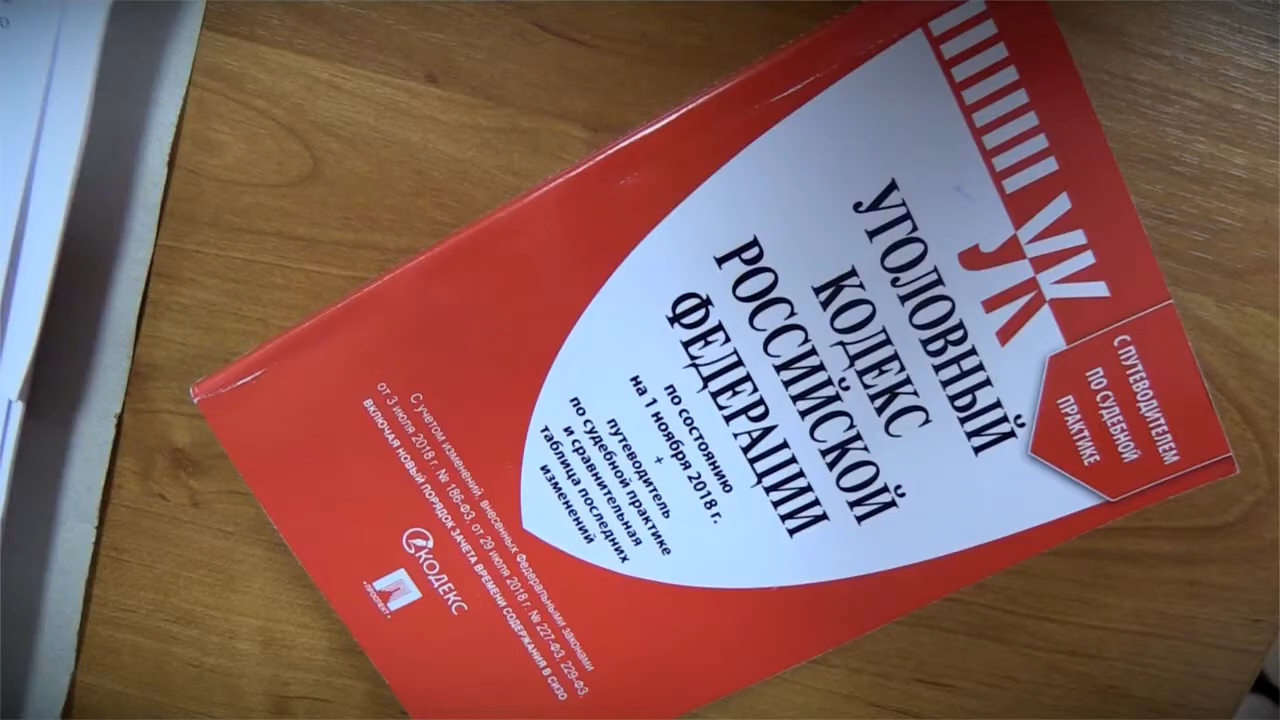 УК
С ПУТЕВОДИТЕЛЕМ
ПО СУДЕБНОЙ
ПРАКТИКЕ
УГОЛОВНЫЙ
КОДЕКС
РОССИЙСКОЙ
ФЕДЕРАЦИИ
по состоянию
на 1 ноября 2018 г.
+
путеводитель
по судебной практике
и сравнительная
таблица последних
изменений
С учетом изменений, внесенных Федеральными законами
от 3 июля 2018 г. № 186-ФЗ, от 29 июля 2018 г. № 227-ФЗ, 229-ФЗ,
ВКЛЮЧАЯ НОВЫЙ ПОРЯДОК ЗАЧЕТА ВРЕМЕНИ СОДЕРЖАНИЯ В СИЗО
КОДЕКС
•ПРОСПЕКТ•